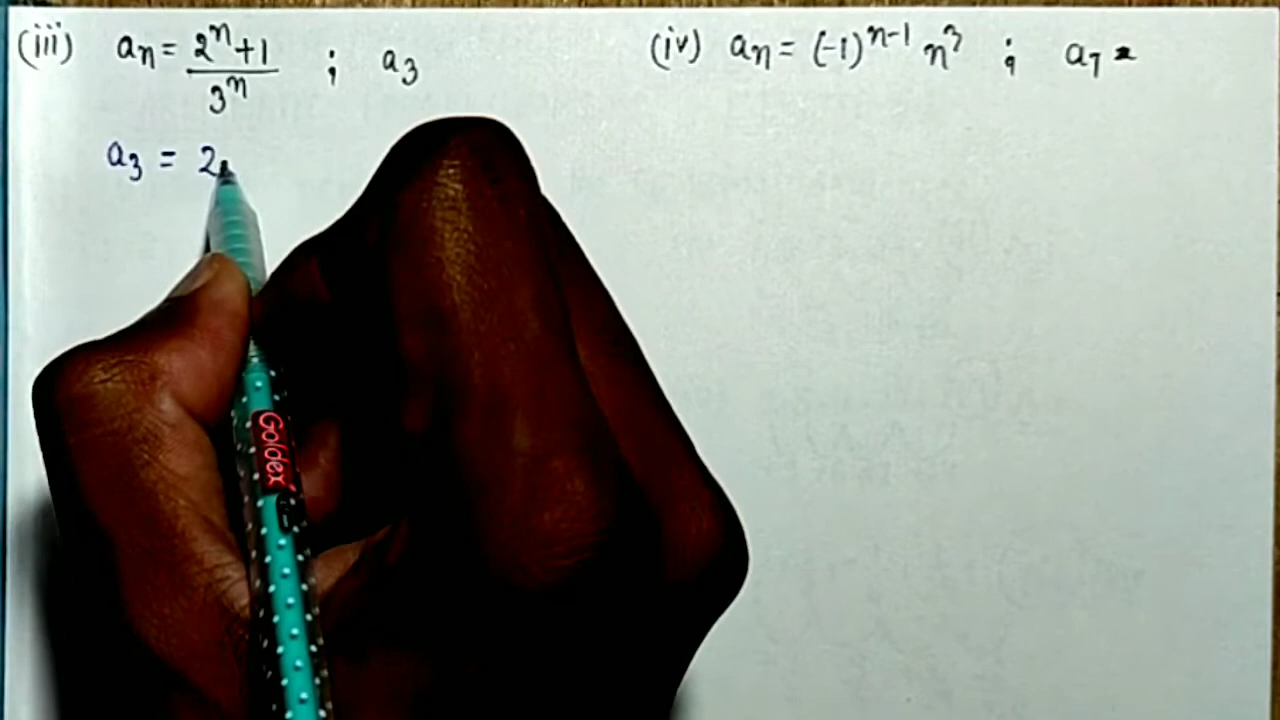 (iii) aₙ = (2ⁿ+1)/3ⁿ ; a₃
(iv) aₙ = (-1)ⁿ⁻¹ n³ ; a₇ =
a₃ = 2
Goldex